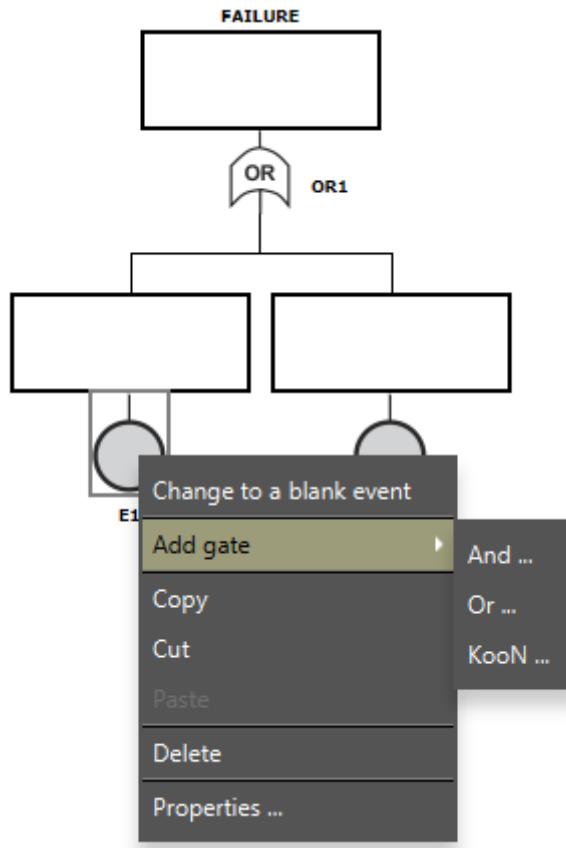 FAILURE
OR
OR1
E1
Change to a blank event
Add gate
And ...
Or ...
KooN ...
Copy
Cut
Paste
Delete
Properties ...